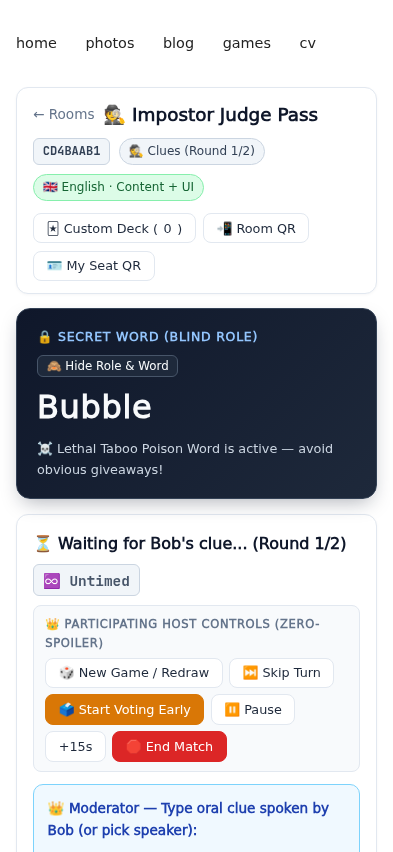 home photos blog games cv
← Rooms 🕵️ Impostor Judge Pass
CD4BAAB1 🕵️ Clues (Round 1/2)
🇬🇧 English · Content + UI
🃏 Custom Deck ( 0 ) 📲 Room QR
🪪 My Seat QR
🔒 SECRET WORD (BLIND ROLE)
🙈 Hide Role & Word
Bubble
☠️ Lethal Taboo Poison Word is active — avoid
obvious giveaways!
⏳ Waiting for Bob's clue... (Round 1/2)
♾️ Untimed
👑 PARTICIPATING HOST CONTROLS (ZERO-
SPOILER)
🎲 New Game / Redraw ⏩ Skip Turn
🗳️ Start Voting Early ⏸️ Pause
+15s 🛑 End Match
👑 Moderator — Type oral clue spoken by
Bob (or pick speaker):